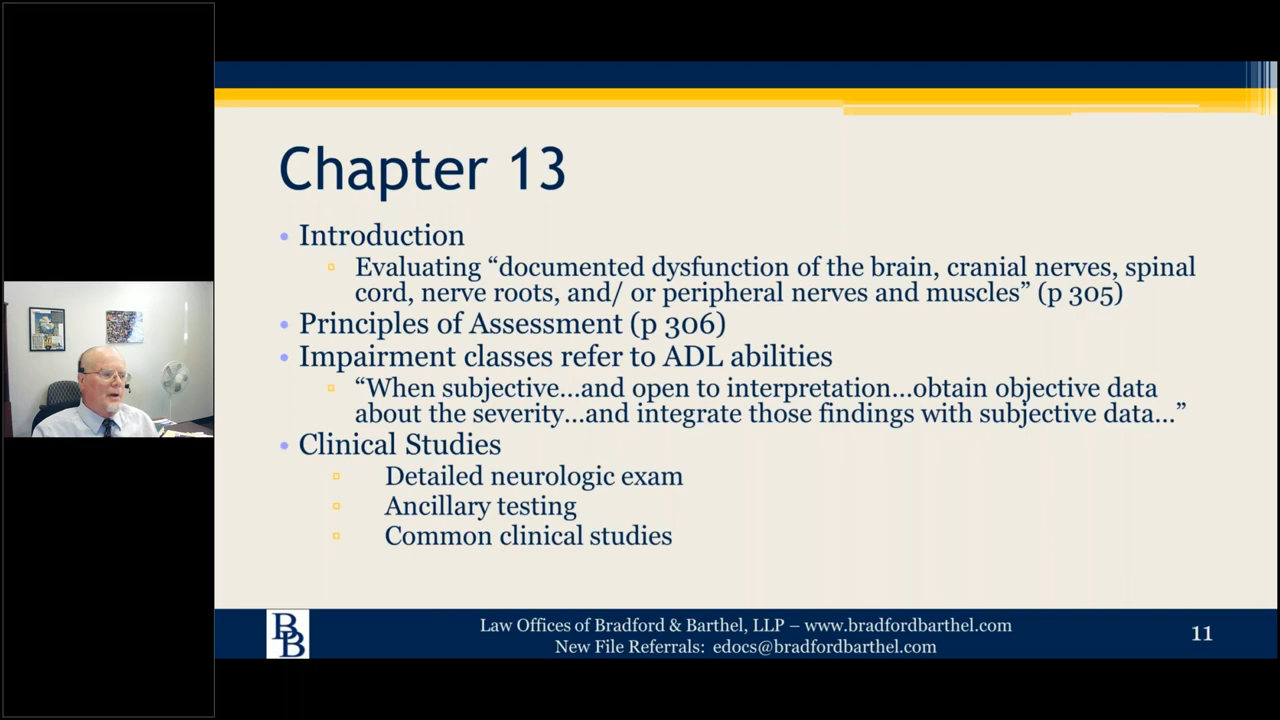 Chapter 13
• Introduction
▫ Evaluating “documented dysfunction of the brain, cranial nerves, spinal
cord, nerve roots, and/ or peripheral nerves and muscles” (p 305)
• Principles of Assessment (p 306)
• Impairment classes refer to ADL abilities
▫ “When subjective…and open to interpretation…obtain objective data
about the severity…and integrate those findings with subjective data…”
• Clinical Studies
▫ Detailed neurologic exam
▫ Ancillary testing
▫ Common clinical studies
BB
Law Offices of Bradford & Barthel, LLP – www.bradfordbarthel.com
New File Referrals: edocs@bradfordbarthel.com
11